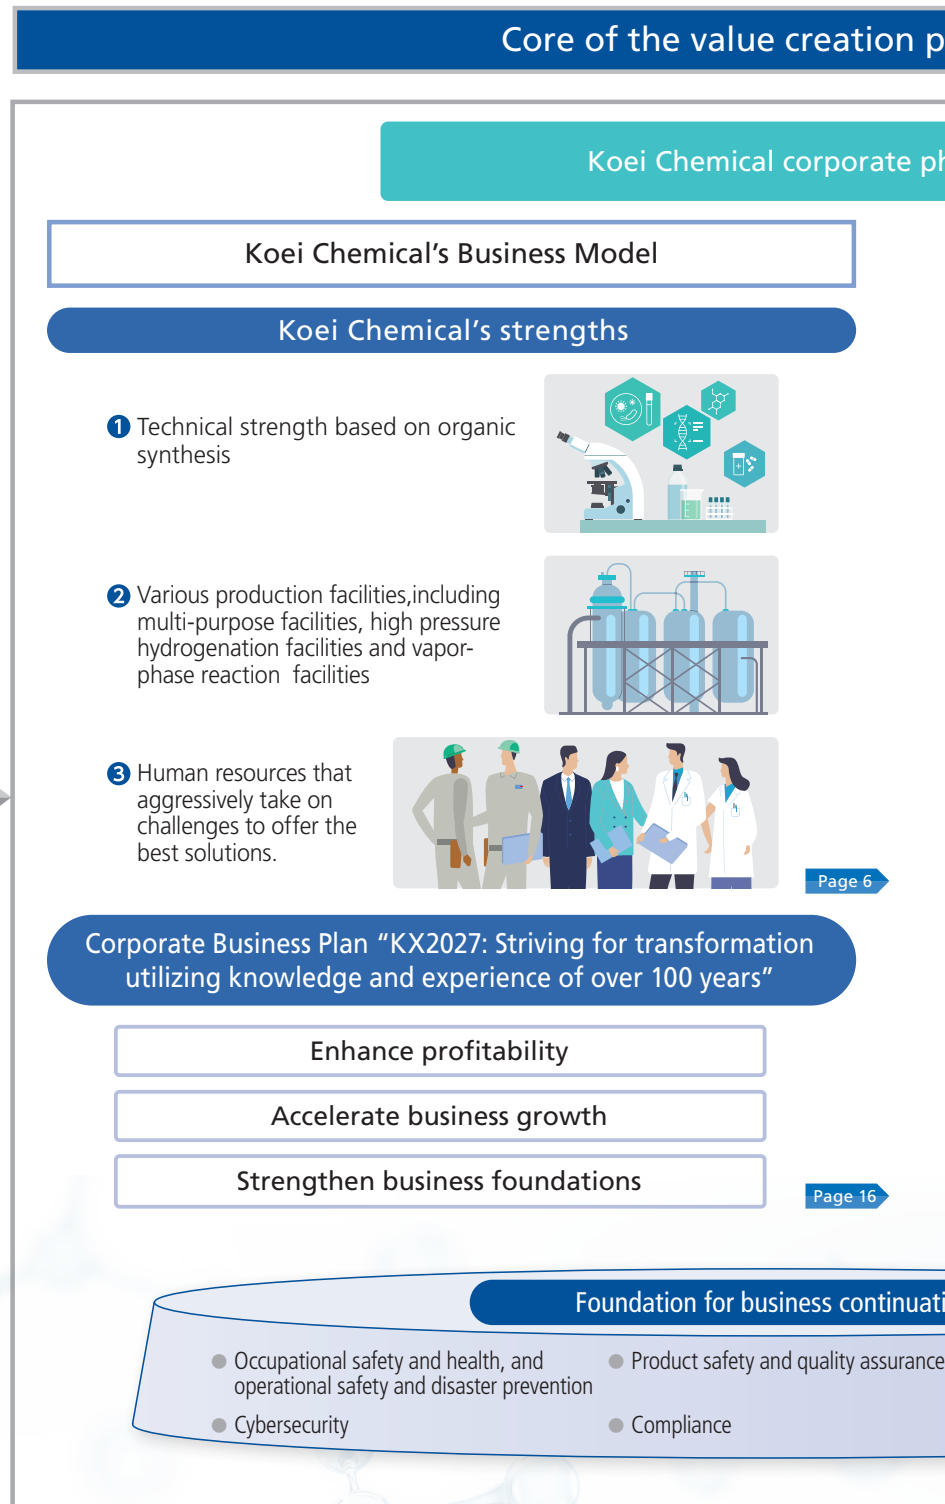 Core of the value creation p
Koei Chemical corporate ph
Koei Chemical's Business Model
Koei Chemical's strengths
1 Technical strength based on organic
synthesis
2 Various production facilities,including
multi-purpose facilities, high pressure
hydrogenation facilities and vapor-
phase reaction facilities
3 Human resources that
aggressively take on
challenges to offer the
best solutions.
Page 6
Corporate Business Plan “KX2027: Striving for transformation
utilizing knowledge and experience of over 100 years”
Enhance profitability
Accelerate business growth
Strengthen business foundations
Page 16
Foundation for business continuati
● Occupational safety and health, and
operational safety and disaster prevention
● Product safety and quality assurance
● Cybersecurity
● Compliance